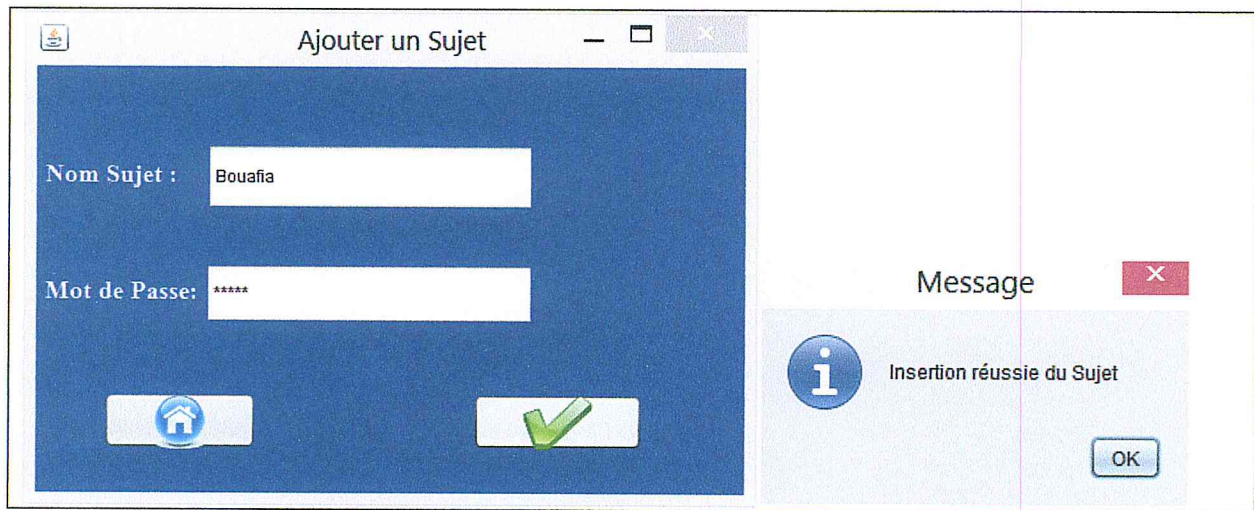 Ajouter un Sujet
Nom Sujet :
Bouafia
Mot de Passe:
*****
Message
Insertion réussie du Sujet
OK